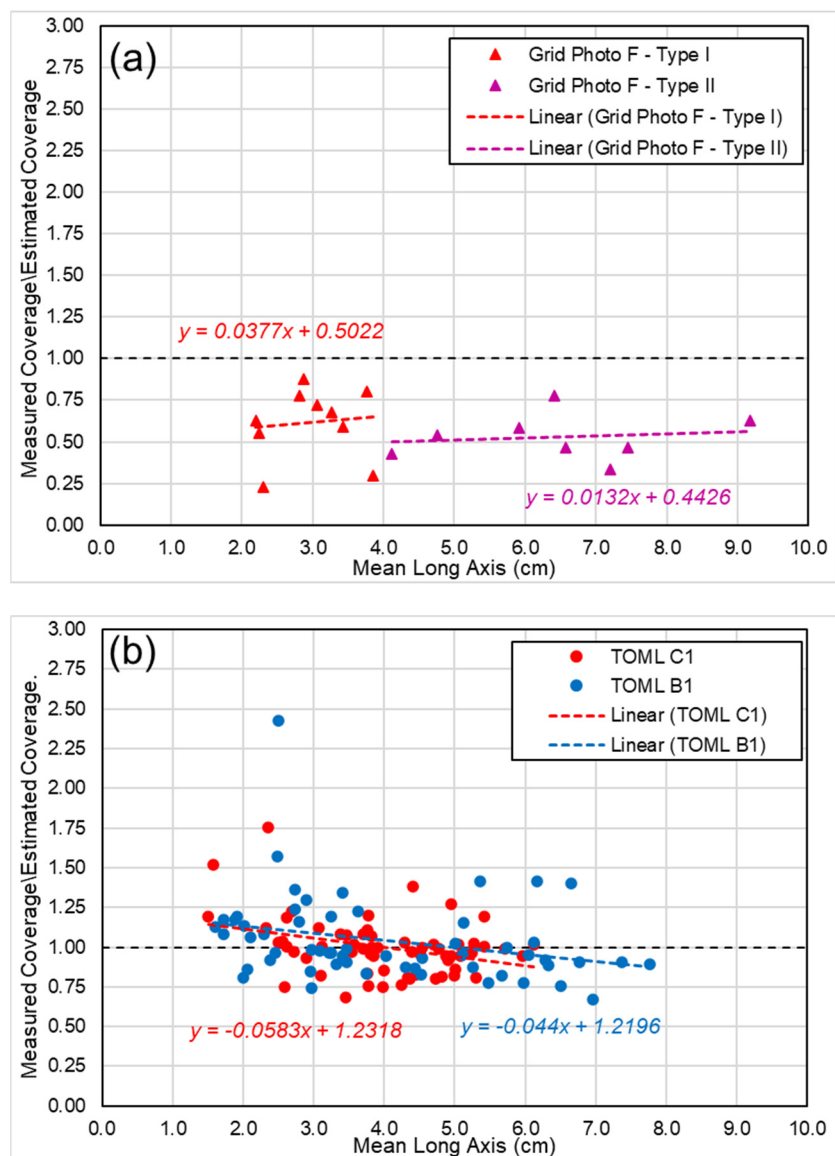 (a)
Grid Photo F - Type I
Grid Photo F - Type II
Linear (Grid Photo F - Type I)
Linear (Grid Photo F - Type II)
Measured Coverage\Estimated Coverage
3.00
2.75
2.50
2.25
2.00
1.75
1.50
1.25
1.00
0.75
0.50
0.25
0.00
y = 0.0377x + 0.5022
y = 0.0132x + 0.4426
0.0 1.0 2.0 3.0 4.0 5.0 6.0 7.0 8.0 9.0 10.0
Mean Long Axis (cm)
(b)
TOML C1
TOML B1
Linear (TOML C1)
Linear (TOML B1)
Measured Coverage\Estimated Coverage.
3.00
2.75
2.50
2.25
2.00
1.75
1.50
1.25
1.00
0.75
0.50
0.25
0.00
y = -0.0583x + 1.2318
y = -0.044x + 1.2196
0.0 1.0 2.0 3.0 4.0 5.0 6.0 7.0 8.0 9.0 10.0
Mean Long Axis (cm)